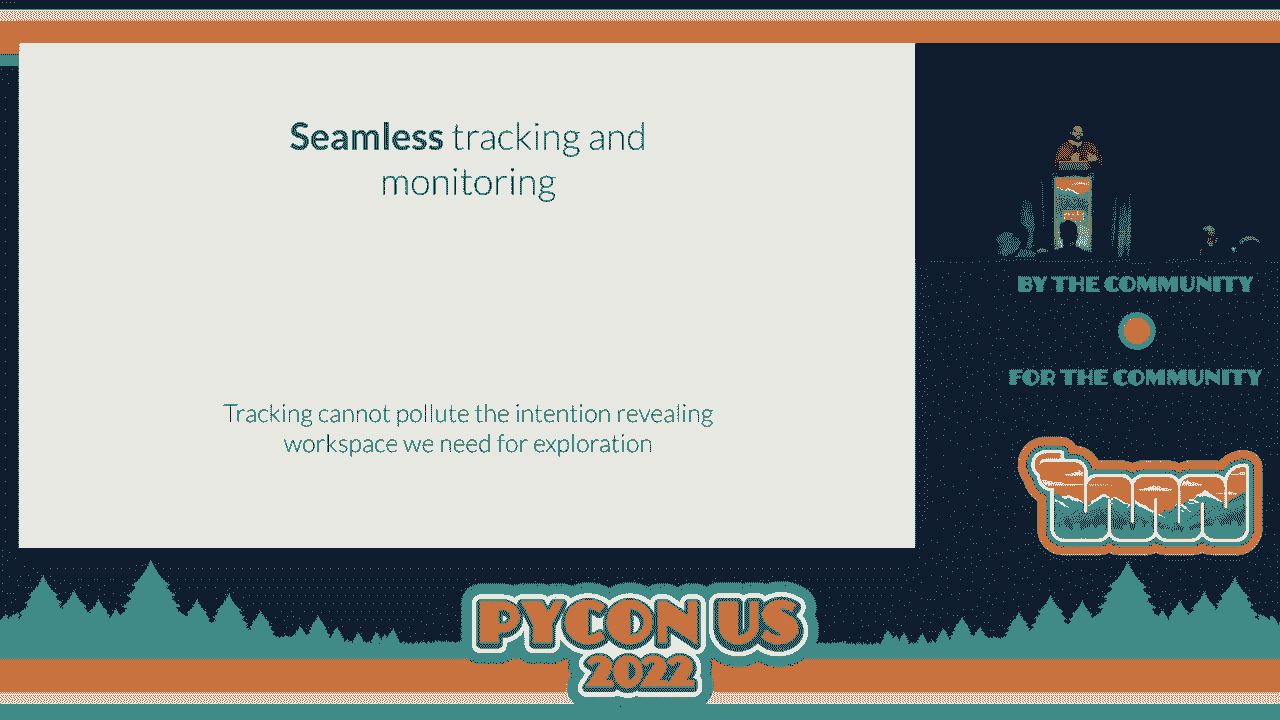 Seamless tracking and
monitoring
Tracking cannot pollute the intention revealing
workspace we need for exploration
BY THE COMMUNITY
FOR THE COMMUNITY
PYCON US
2022